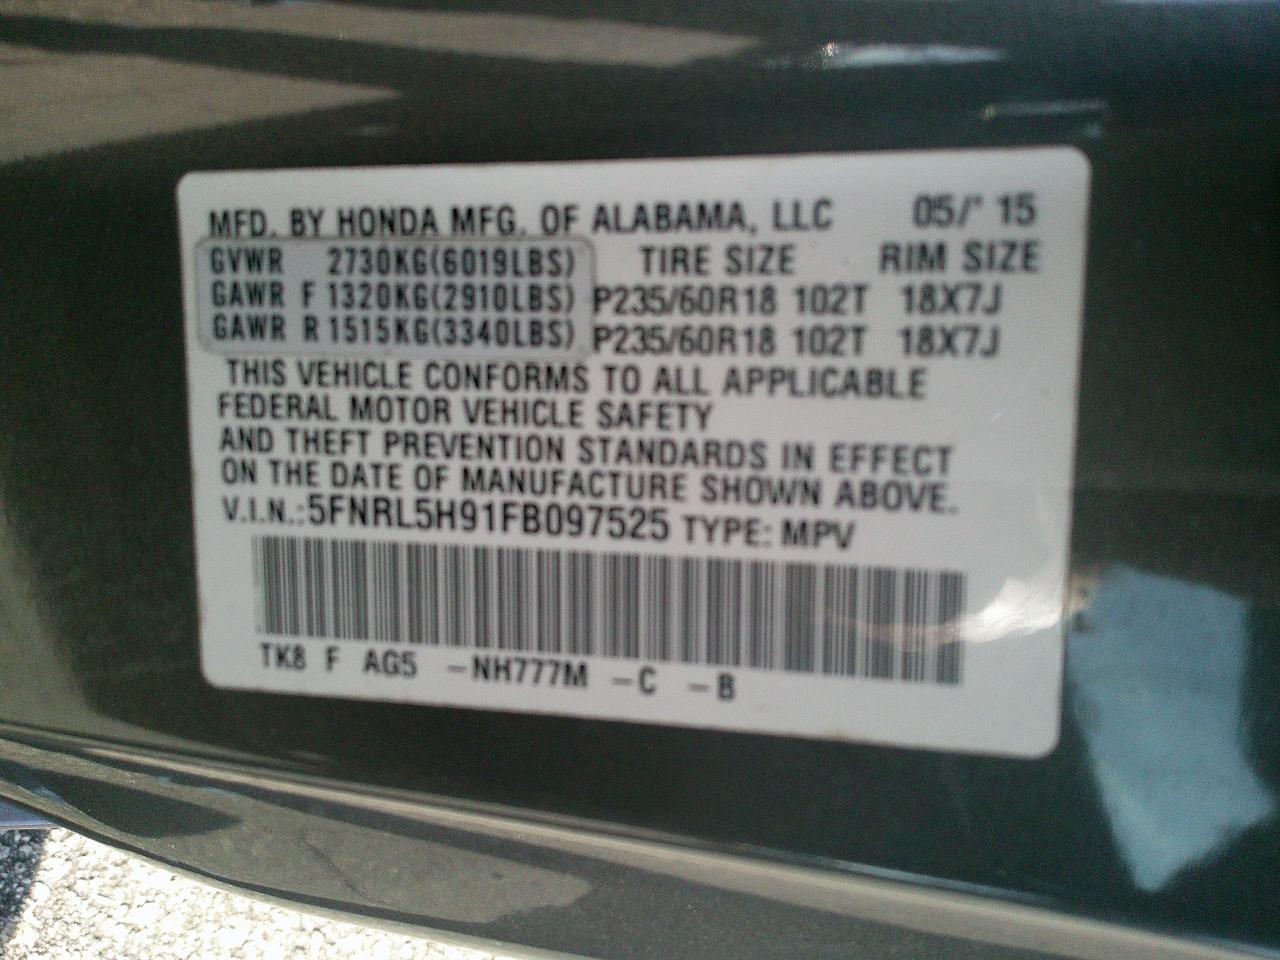 MFD. BY HONDA MFG. OF ALABAMA, LLC 05/' 15
GVWR 2730KG(6019LBS) TIRE SIZE RIM SIZE
GAWR F 1320KG(2910LBS) P235/60R18 102T 18X7J
GAWR R 1515KG(3340LBS) P235/60R18 102T 18X7J
THIS VEHICLE CONFORMS TO ALL APPLICABLE
FEDERAL MOTOR VEHICLE SAFETY
AND THEFT PREVENTION STANDARDS IN EFFECT
ON THE DATE OF MANUFACTURE SHOWN ABOVE.
V.I.N.:5FNRL5H91FB097525 TYPE: MPV
TK8 F AG5 –NH777M –C –B